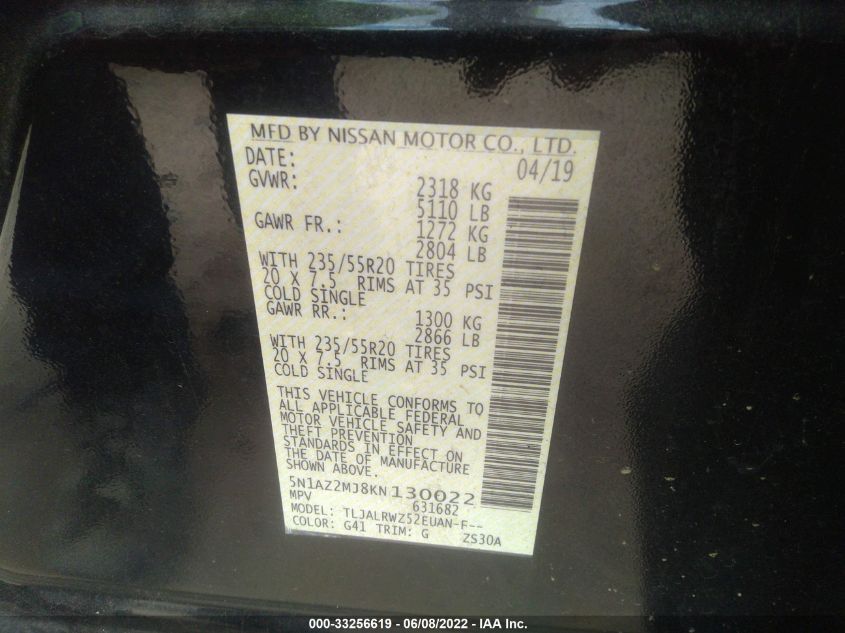 MFD BY NISSAN MOTOR CO., LTD.
DATE: 04/19
GVWR: 2318 KG
5110 LB
GAWR FR.: 1272 KG
2804 LB
WITH 235/55R20 TIRES
20 X 7.5 RIMS AT 35 PSI
COLD SINGLE
GAWR RR.: 1300 KG
2866 LB
WITH 235/55R20 TIRES
20 X 7.5 RIMS AT 35 PSI
COLD SINGLE
THIS VEHICLE CONFORMS TO
ALL APPLICABLE FEDERAL
MOTOR VEHICLE SAFETY AND
THEFT PREVENTION
STANDARDS IN EFFECT ON
THE DATE OF MANUFACTURE
SHOWN ABOVE.
5N1AZ2MJ8KN130022
MPV 631682
MODEL: TLJALRWZ52EUAN-F--
COLOR: G41 TRIM: G ZS30A
000-33256619 - 06/08/2022 - IAA Inc.